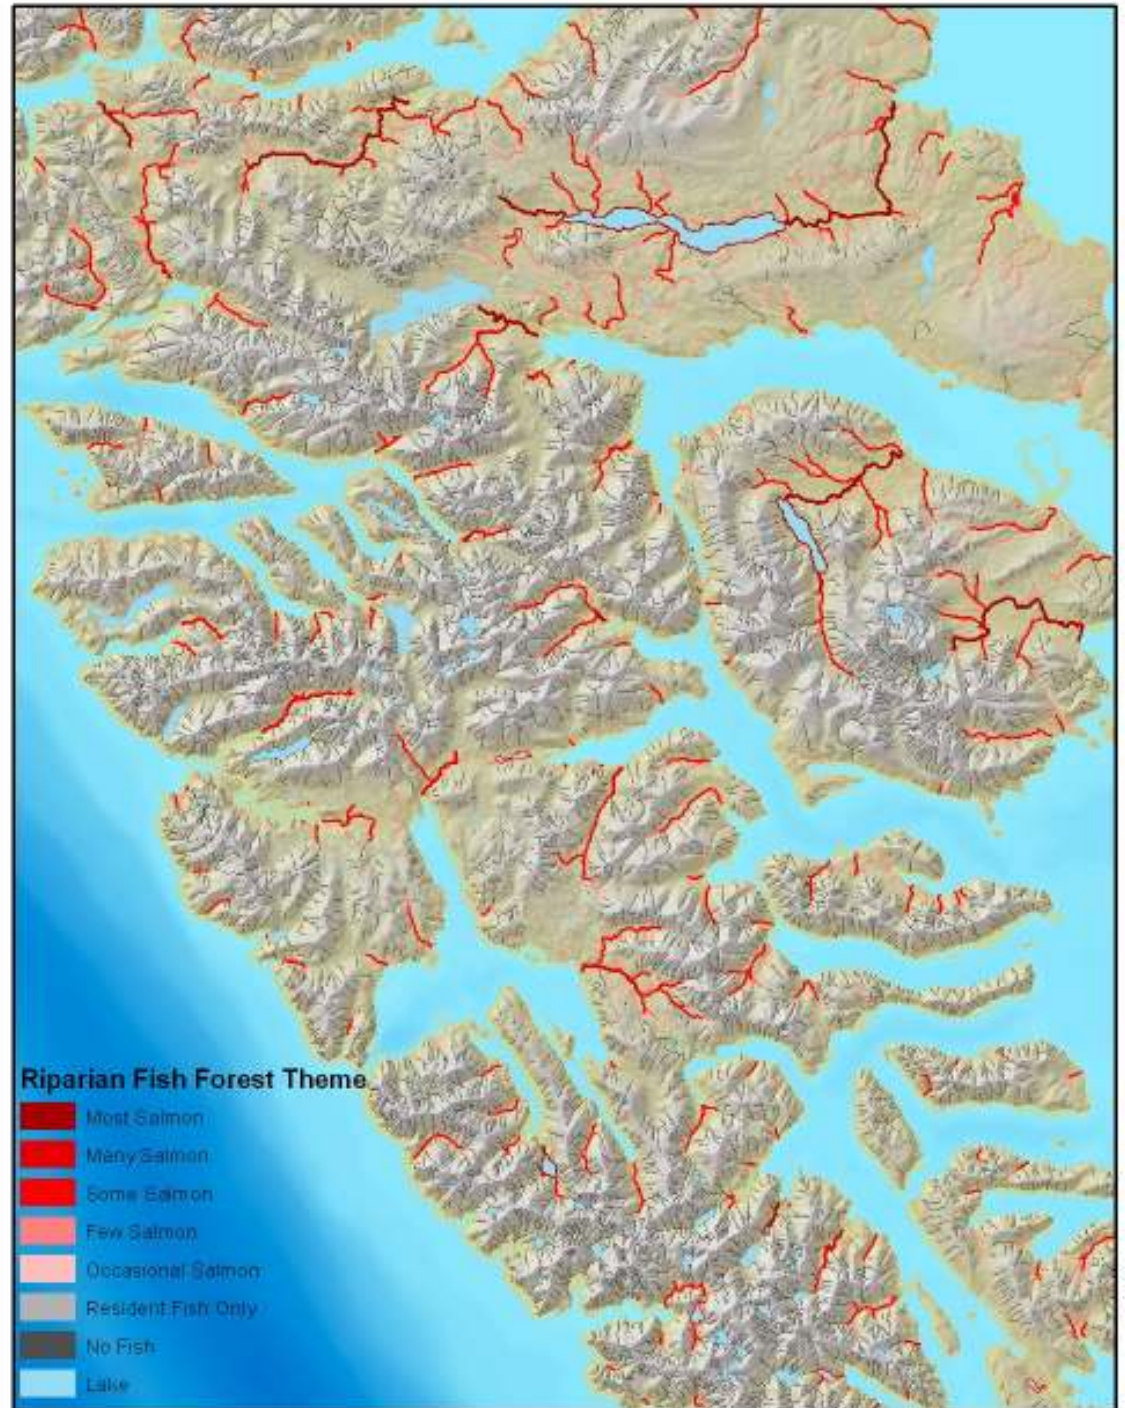 Riparian Fish Forest Theme
Most Salmon
Many Salmon
Some Salmon
Few Salmon
Occasional Salmon
Resident Fish Only
No Fish
Lake